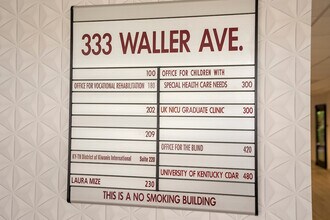 333 WALLER AVE.
100
OFFICE FOR VOCATIONAL REHABILITATION 180
202
209
KY-TN District of Kiwanis International Suite 220
LAURA MIZE 230
OFFICE FOR CHILDREN WITH
SPECIAL HEALTH CARE NEEDS 300
UK NICU GRADUATE CLINIC 300
OFFICE FOR THE BLIND 420
UNIVERSITY OF KENTUCKY CDAR 480
THIS IS A NO SMOKING BUILDING